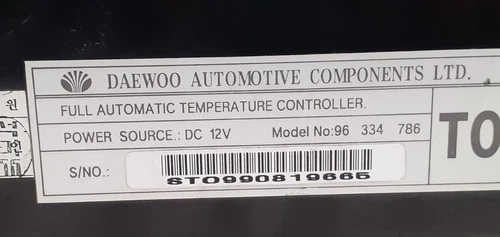 DAEWOO AUTOMOTIVE COMPONENTS LTD.
FULL AUTOMATIC TEMPERATURE CONTROLLER.
POWER SOURCE.: DC 12V Model No:96 334 786
S/NO.:
STO990819665
TO
원